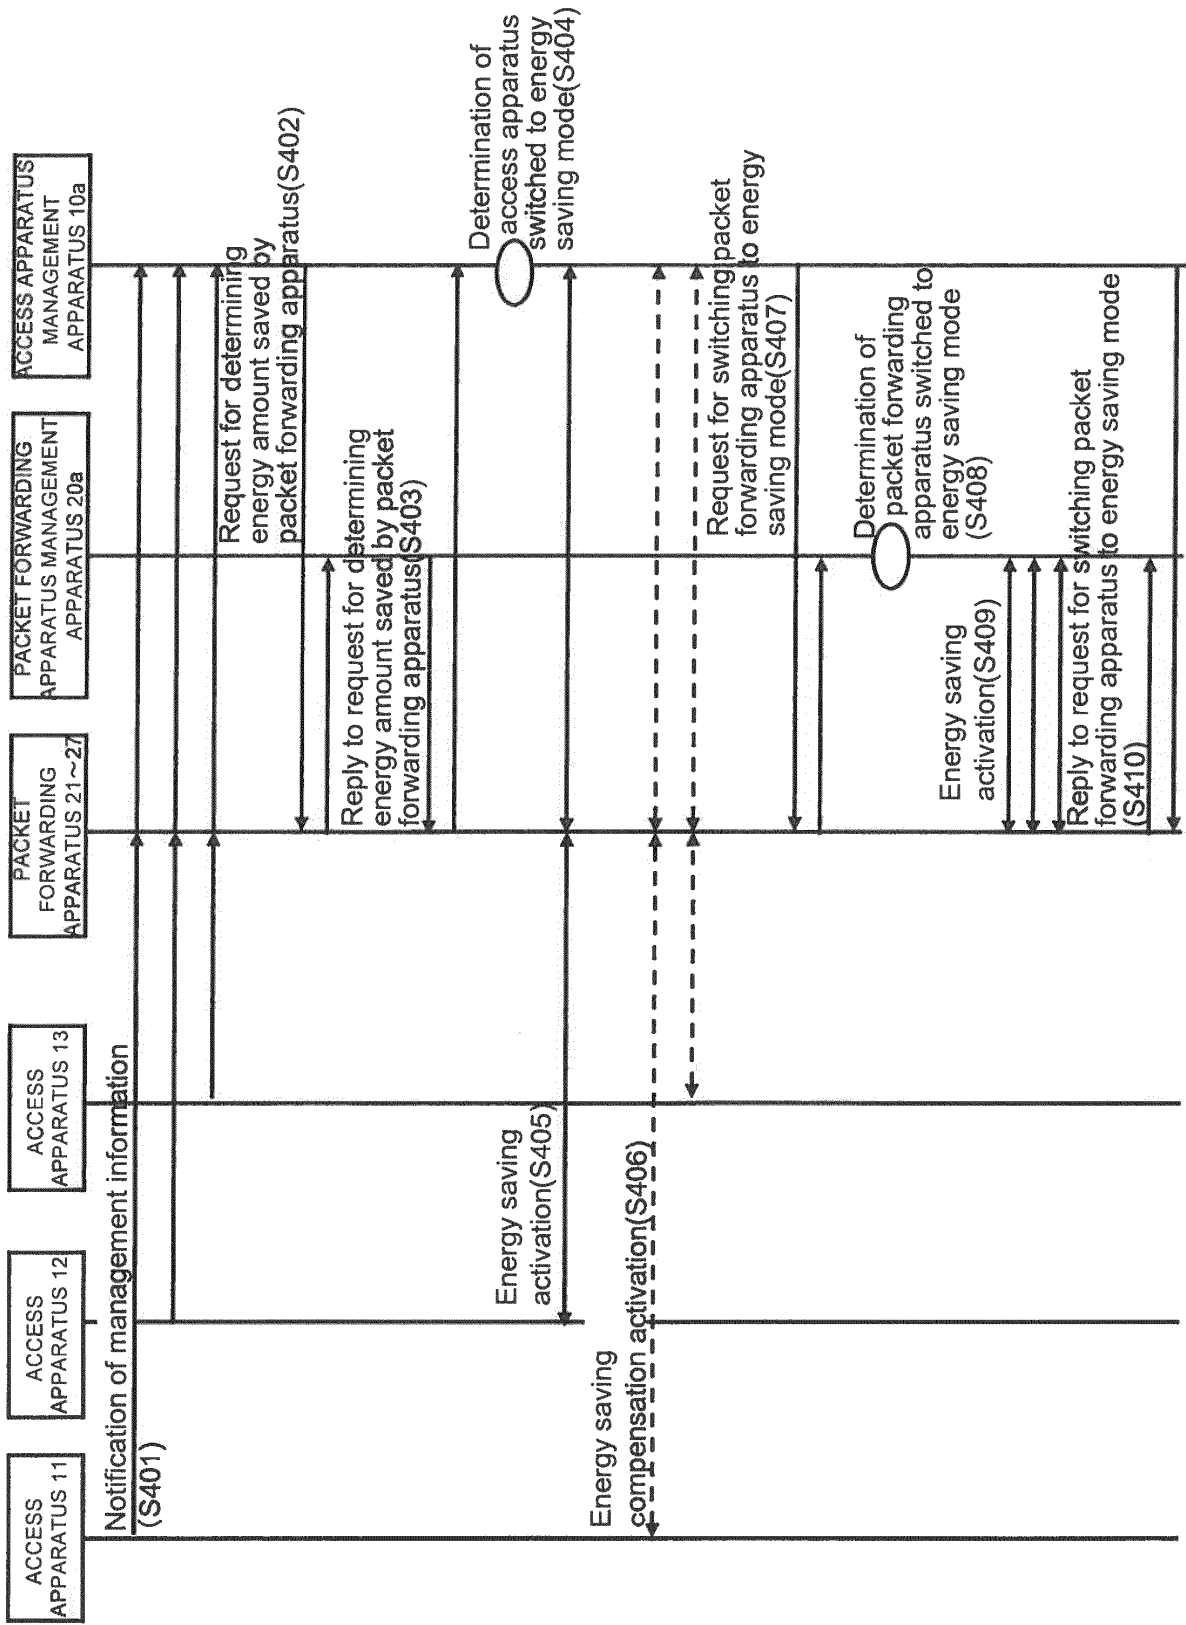 ACCESS
APPARATUS 11
ACCESS
APPARATUS 12
ACCESS
APPARATUS 13
PACKET
FORWARDING
APPARATUS 21~27
PACKET FORWARDING
APPARATUS MANAGEMENT
APPARATUS 20a
ACCESS APPARATUS
MANAGEMENT
APPARATUS 10a
Notification of management information
(S401)
Request for determining
energy amount saved by
packet forwarding apparatus(S402)
Reply to request for determining
energy amount saved by packet
forwarding apparatus(S403)
Determination of
access apparatus
switched to energy
saving mode(S404)
Energy saving
activation(S405)
Energy saving
compensation activation(S406)
Request for switching packet
forwarding apparatus to energy
saving mode(S407)
Determination of
packet forwarding
apparatus switched to
energy saving mode
(S408)
Energy saving
activation(S409)
Reply to request for switching packet
forwarding apparatus to energy saving mode
(S410)